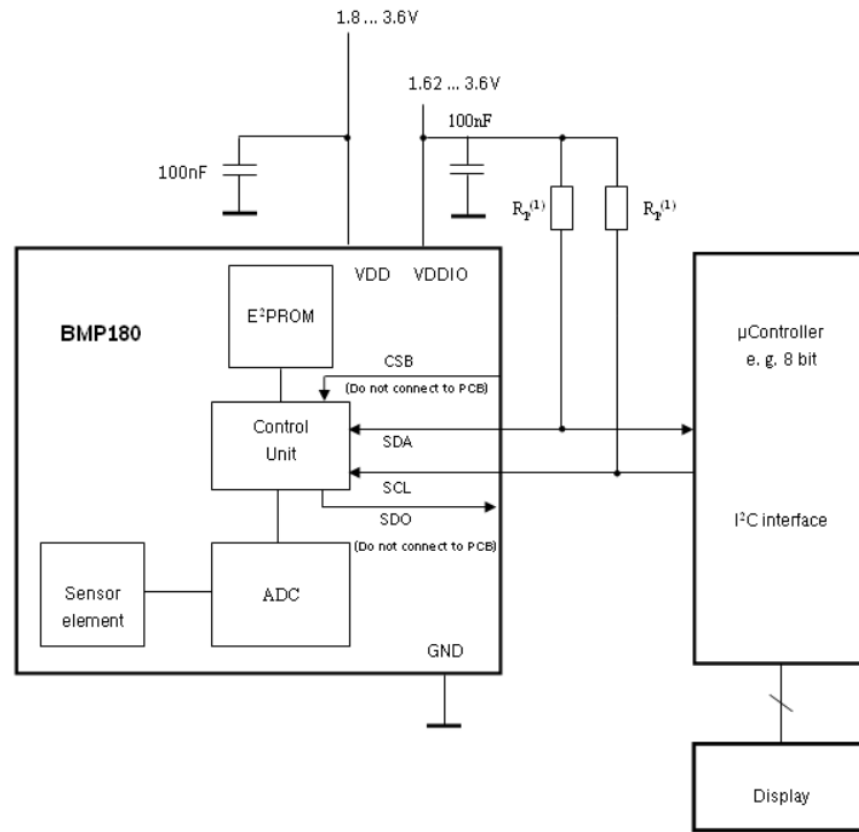 1.8 ... 3.6V
1.62 ... 3.6V
100nF
100nF
Rp(1)
Rp(1)
VDD
VDDIO
E²PROM
BMP180
µController
e. g. 8 bit
CSB
(Do not connect to PCB)
Control
Unit
SDA
SCL
SDO
(Do not connect to PCB)
I²C interface
Sensor
element
ADC
GND
Display